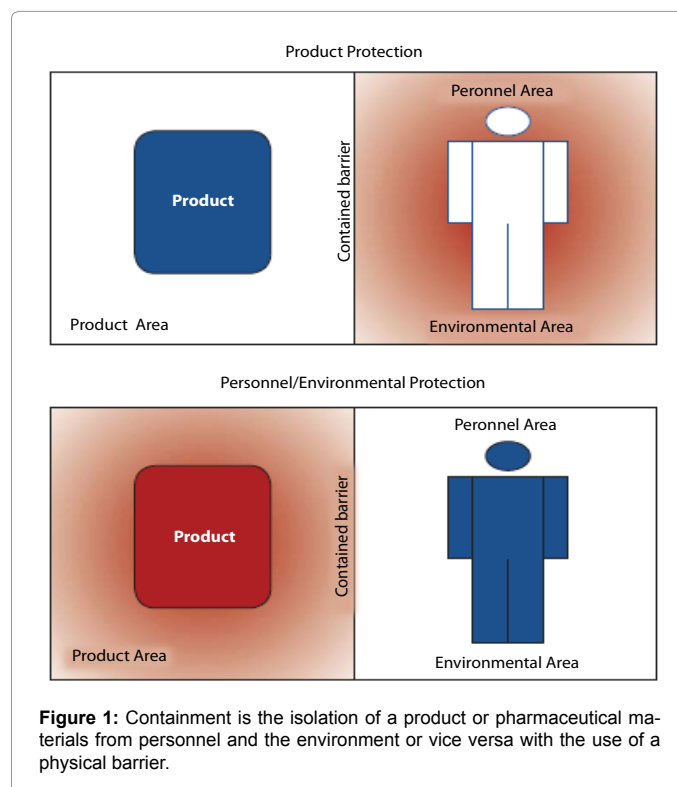 Product Protection
Peronnel Area
Contained barrier
Product
Product Area
Environmental Area
Personnel/Environmental Protection
Peronnel Area
Contained barrier
Product
Product Area
Environmental Area
Figure 1: Containment is the isolation of a product or pharmaceutical ma-
terials from personnel and the environment or vice versa with the use of a
physical barrier.